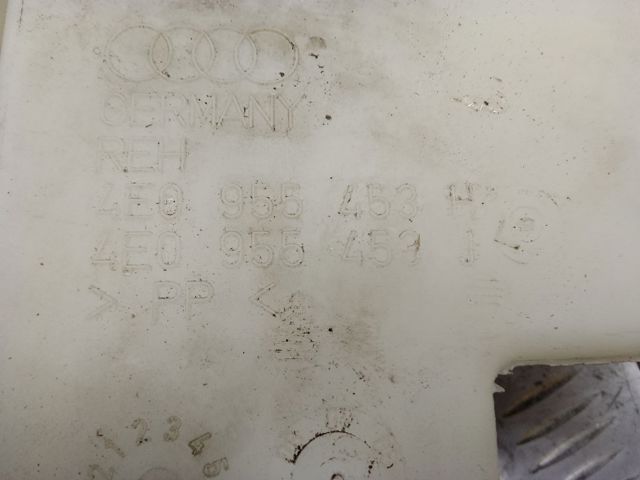 GERMANY
REH
4E0 955 453 H
4E0 955 453 J
> PP <
1 2 3 4 5